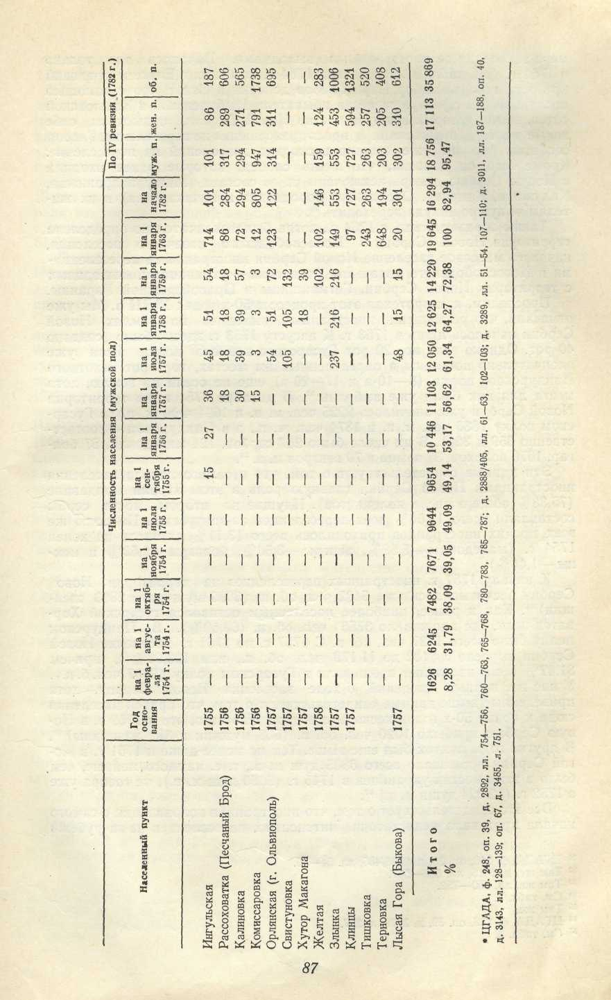 Населенный пункт | Год осно-вания | Численность населения (мужской пол) | По IV ревизии (1782 г.)
на 1 февра-ля 1754 г. | на 1 авгус-та 1754 г. | на 1 октяб-ря 1754 г. | на 1 ноября 1754 г. | на 1 июля 1755 г. | на 1 сен-тября 1755 г. | на 1 января 1756 г. | на 1 января 1757 г. | на 1 июля 1757 г. | на 1 января 1758 г. | на 1 января 1759 г. | на 1 января 1763 г. | на начало 1782 г. | муж. п. | жен. п. | об. п.
Ингульская 1755 — — — — — 15 27 36 45 51 54 714 101 101 86 187
Рассоховатка (Песчаный Брод) 1756 — — — — — — — 18 18 18 18 86 284 317 289 606
Калиновка 1756 — — — — — — — 30 39 39 57 72 294 294 271 565
Комиссаровка 1756 — — — — — — — 15 3 3 3 12 805 947 791 1738
Орлянская (г. Ольвиополь) 1757 — — — — — — — — 54 51 72 123 122 314 311 695
Свистуновка 1757 — — — — — — — — 105 105 132 — — — — —
Хутор Макагона 1757 — — — — — — — — — 18 39 — — — — —
Желтая 1758 — — — — — — — — — — 102 102 146 159 124 283
Злынка 1757 — — — — — — — — 237 216 216 149 553 553 453 1006
Клинцы 1757 — — — — — — — — — — — 97 727 727 594 1321
Тишковка — — — — — — — — — — — 243 263 263 257 520
Терновка — — — — — — — — — — — 648 194 203 205 408
Лысая Гора (Быкова) 1757 — — — — — — — — 48 15 15 20 301 302 310 612
Итого 1626 6245 7482 7671 9644 9654 10 446 11 103 12 050 12 625 14 220 19 645 16 294 18 756 17 113 35 869
% 8,28 31,79 38,09 39,05 49,09 49,14 53,17 56,62 61,34 64,27 72,38 100 82,94 95,47
* ЦГАДА, ф. 248, оп. 39, д. 2892, лл. 754—756, 760—763, 765—768, 780—783, 785—787; д. 2888/405, лл. 61—63, 102—103; д. 3289, лл. 51—54, 107—110; д. 3011, лл. 187—188, оп. 40,
д. 3143, лл. 128—139; оп. 67, д. 3485, л. 751.
87